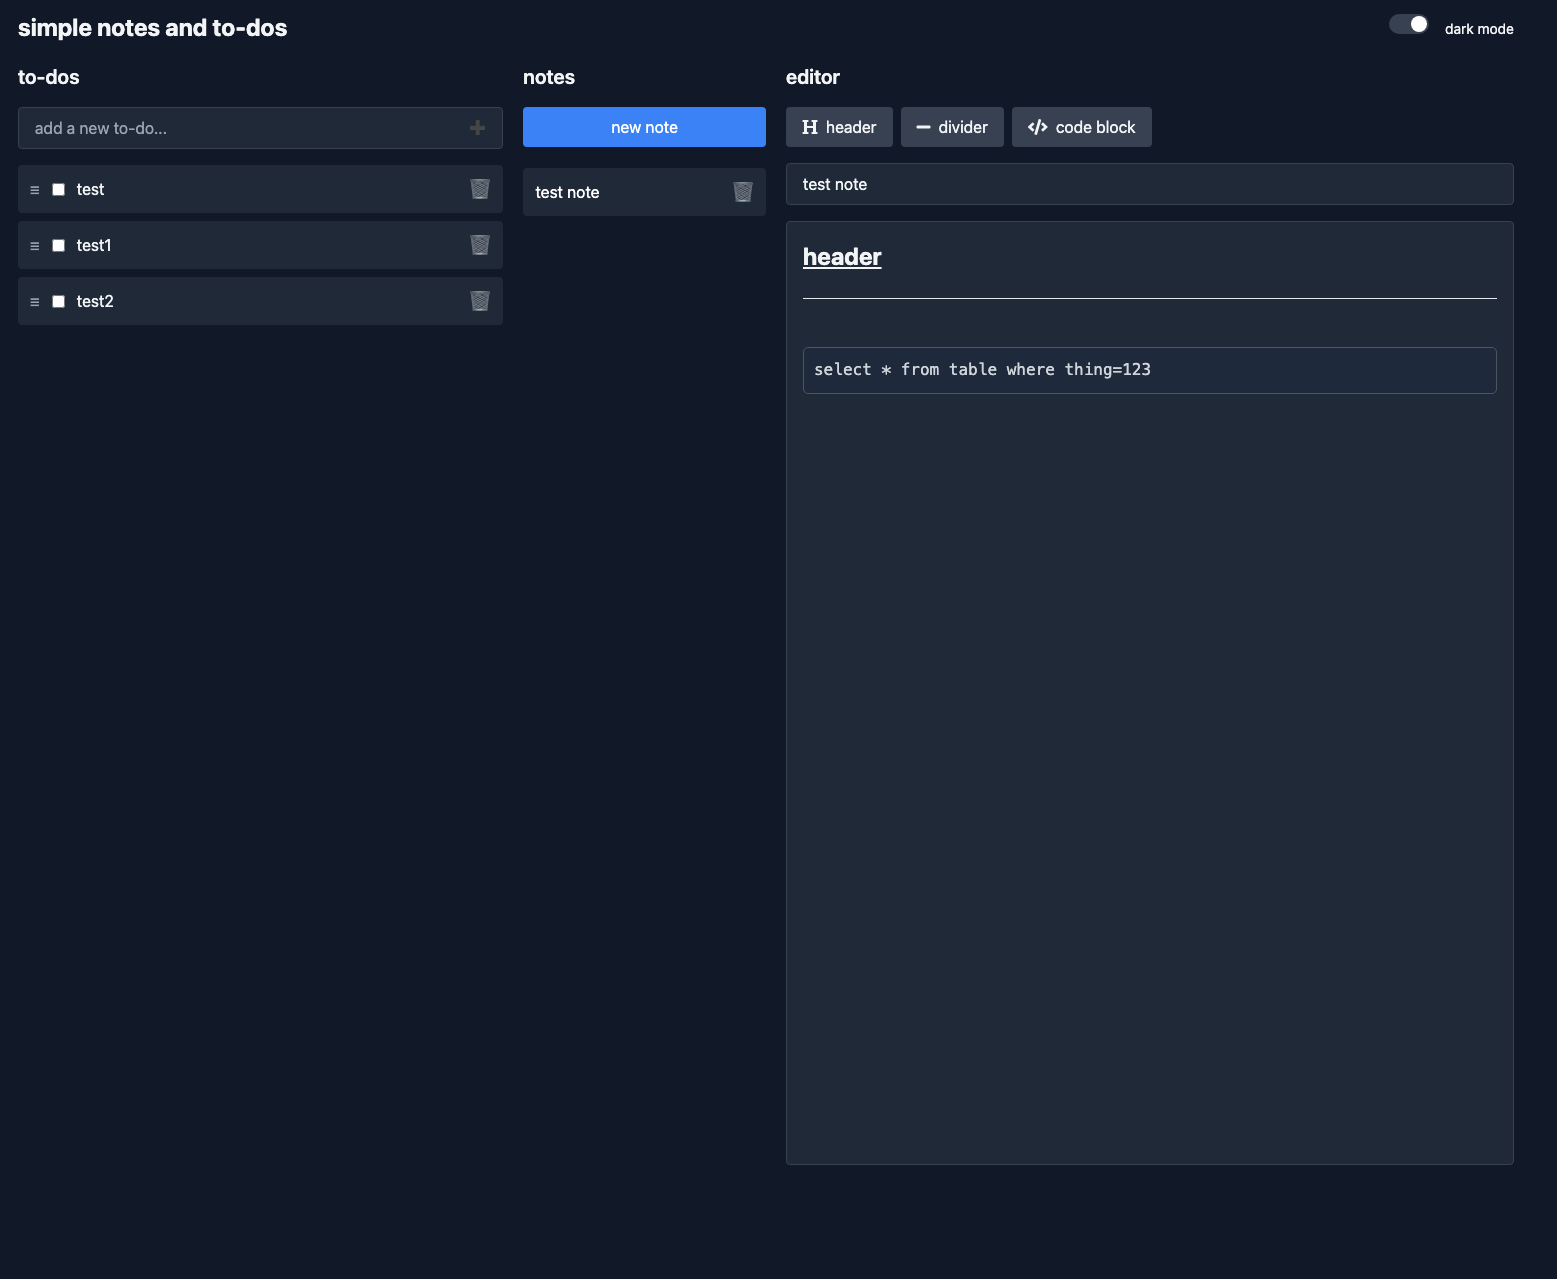 simple notes and to-dos
dark mode
to-dos
add a new to-do...
test
test1
test2
notes
new note
test note
editor
H header
divider
</> code block
test note
header
select * from table where thing=123